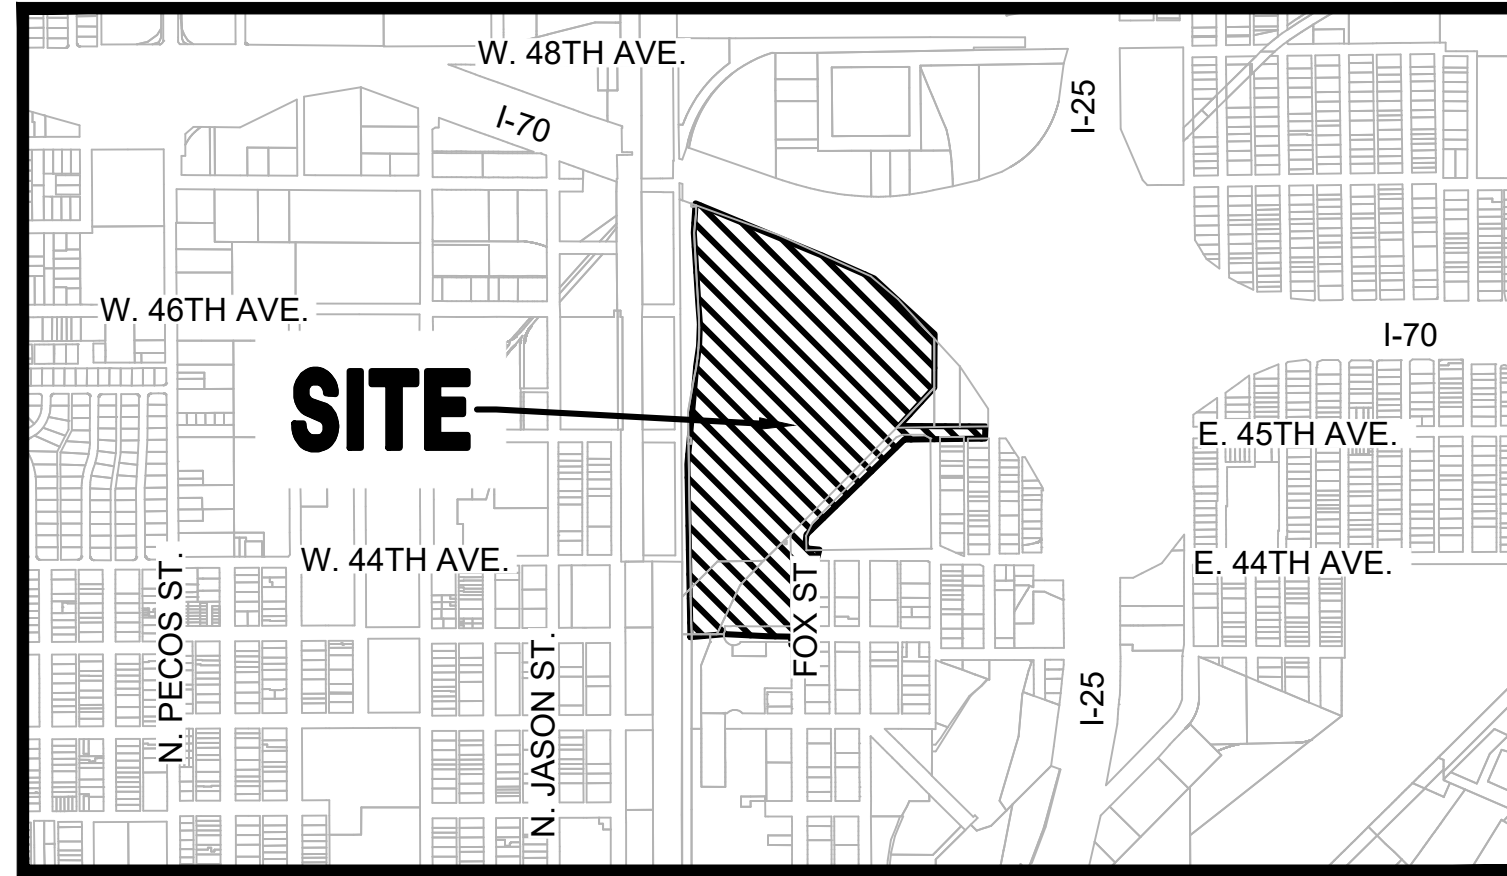 W. 48TH AVE.
I-70
I-25
W. 46TH AVE.
I-70
SITE
E. 45TH AVE.
W. 44TH AVE.
E. 44TH AVE.
N. PECOS ST.
FOX ST
N. JASON ST.
I-25